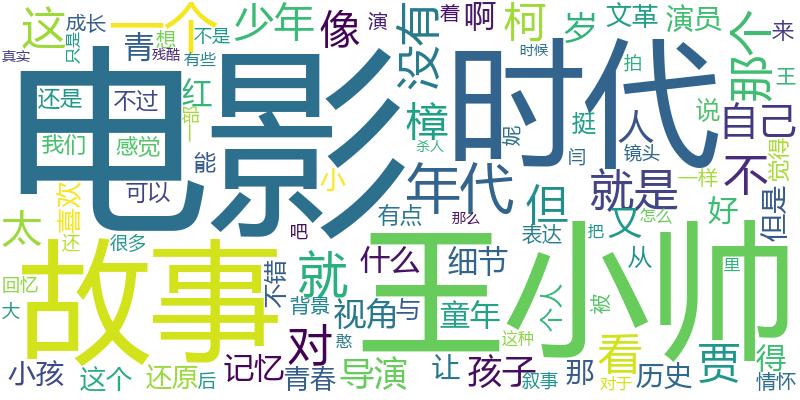 成长
这
一个
少年
像
演
着
啊
柯
岁
文革
演员
那个
来
只是
想
青
不是
残酷
有些
真实
没有
时候
拍
王
电影
时代
还是
不过
红
一部
樟
妮
挺
人
说
自己
我们
感觉
能
杀人
闫
镜头
不
觉得
喜欢
可以
小
年代
就是
一样
太
还
很多
有点
那么
但
文
好
但是
吧
表达
把
怎么
故事
不错
就
什么
细节
王小帅
从
里
回忆
大
背景
视角
与
童年
个人
被
憨
对
这种
看
贾
得
小孩
这个
还原
后
记忆
青春
导演
让
孩子
叙事
那
对于
历史
情怀